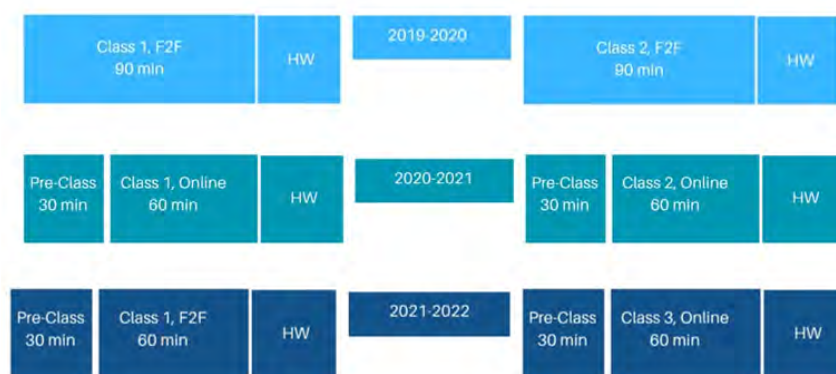 Class 1, F2F
90 min
HW
2019-2020
Class 2, F2F
90 min
HW
Pre-Class
30 min
Class 1, Online
60 min
HW
2020-2021
Pre-Class
30 min
Class 2, Online
60 min
HW
Pre-Class
30 min
Class 1, F2F
60 min
HW
2021-2022
Pre-Class
30 min
Class 3, Online
60 min
HW